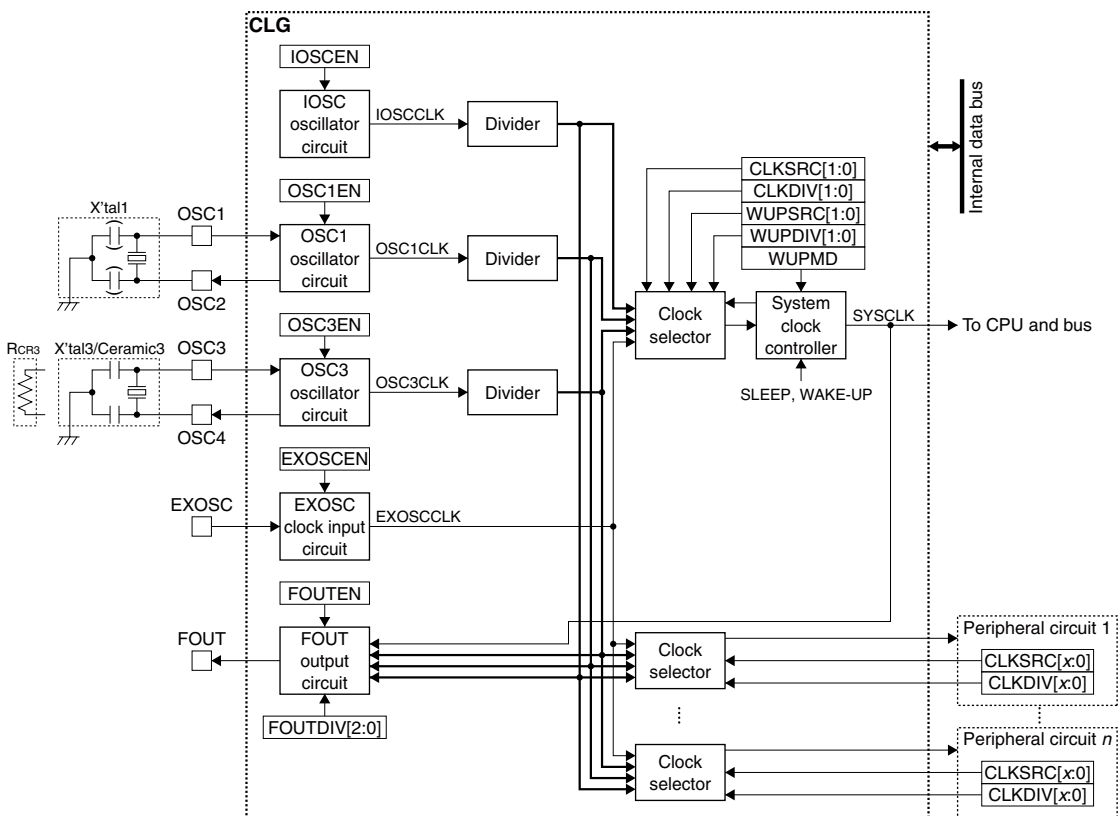 CLG
IOSCEN
IOSC
oscillator
circuit
IOSCCLK
Divider
Internal data bus
CLKSRC[1:0]
CLKDIV[1:0]
WUPSRC[1:0]
WUPDIV[1:0]
WUPMD
X'tal1
OSC1
OSC2
OSC1EN
OSC1
oscillator
circuit
OSC1CLK
Divider
Clock
selector
System
clock
controller
SYSCLK
To CPU and bus
SLEEP, WAKE-UP
RCR3
X'tal3/Ceramic3
OSC3
OSC4
OSC3EN
OSC3
oscillator
circuit
OSC3CLK
Divider
EXOSCEN
EXOSC
EXOSC
clock input
circuit
EXOSCCLK
FOUTEN
FOUT
FOUT
output
circuit
FOUTDIV[2:0]
Clock
selector
Peripheral circuit 1
CLKSRC[x:0]
CLKDIV[x:0]
Clock
selector
Peripheral circuit n
CLKSRC[x:0]
CLKDIV[x:0]